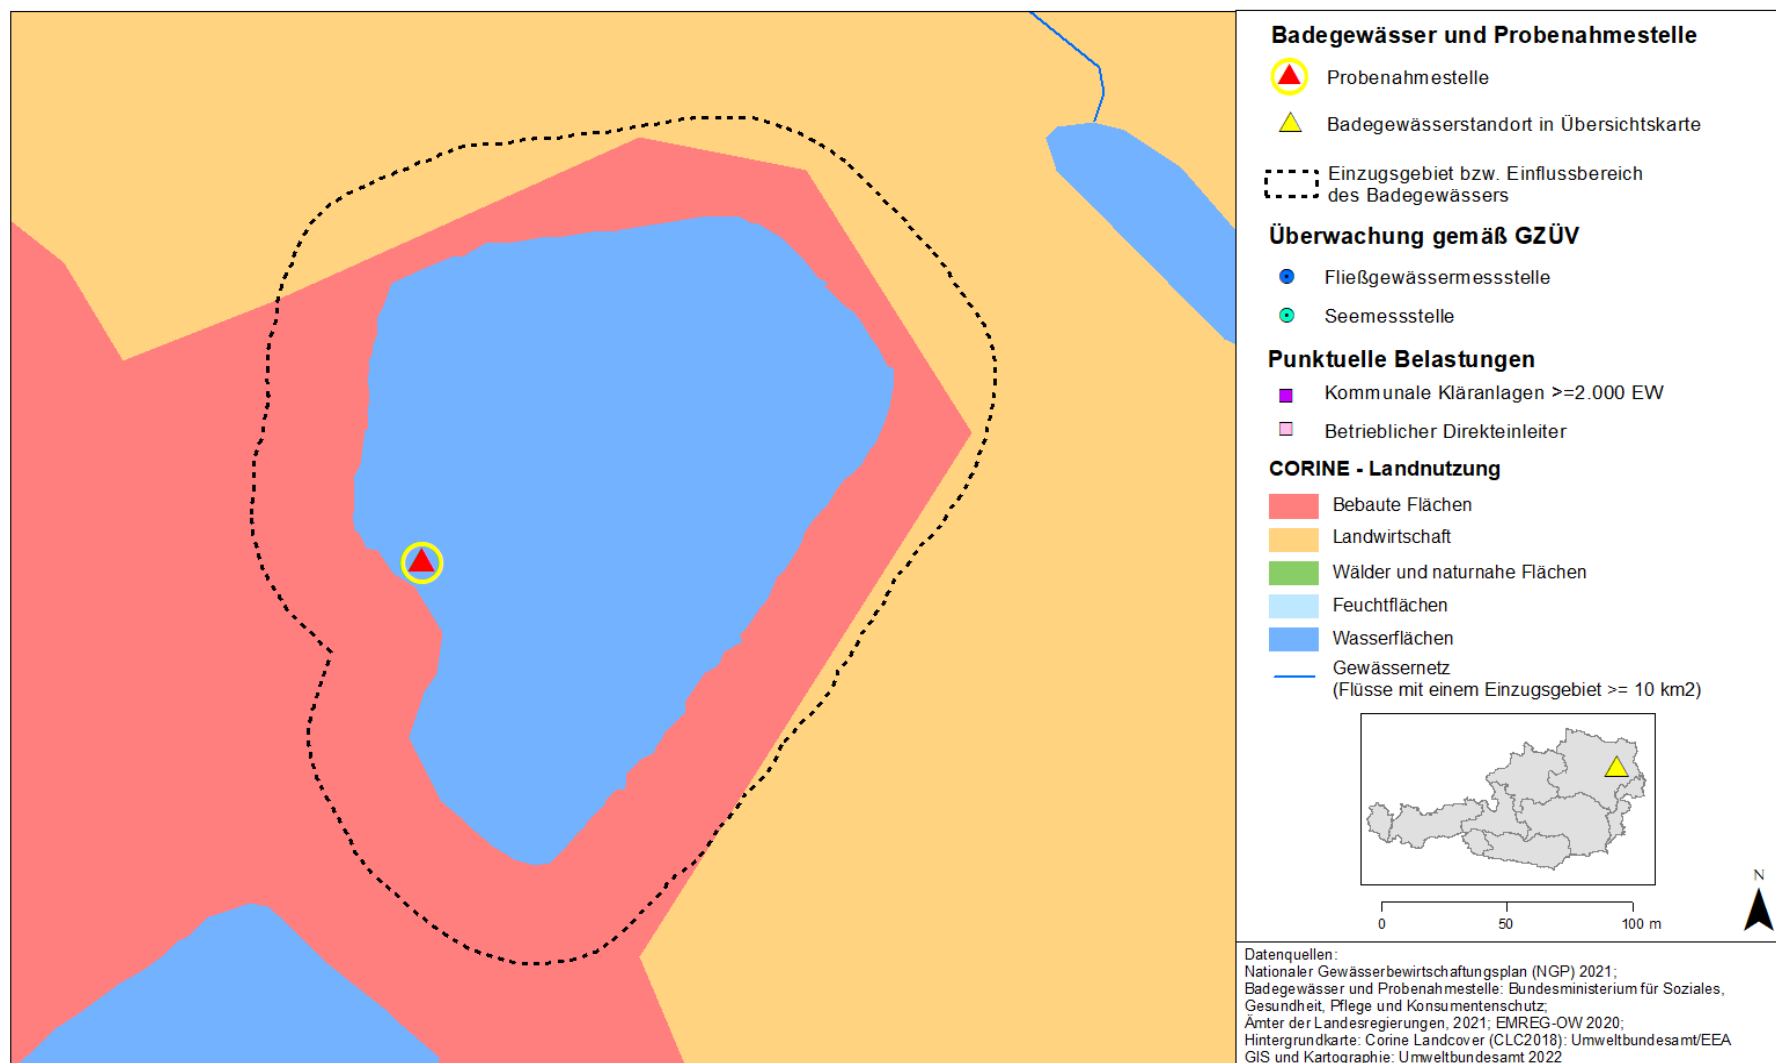 Badegewässer und Probenahmestelle
Probenahmestelle
Badegewässerstandort in Übersichtskarte
Einzugsgebiet bzw. Einflussbereich
des Badegewässers
Überwachung gemäß GZÜV
Fließgewässermessstelle
Seemessstelle
Punktuelle Belastungen
Kommunale Kläranlagen >=2.000 EW
Betrieblicher Direkteinleiter
CORINE - Landnutzung
Bebaute Flächen
Landwirtschaft
Wälder und naturnahe Flächen
Feuchtflächen
Wasserflächen
Gewässernetz
(Flüsse mit einem Einzugsgebiet >= 10 km2)
N
0 50 100 m
Datenquellen:
Nationaler Gewässerbewirtschaftungsplan (NGP) 2021;
Badegewässer und Probenahmestelle: Bundesministerium für Soziales,
Gesundheit, Pflege und Konsumentenschutz;
Ämter der Landesregierungen, 2021; EMREG-OW 2020;
Hintergrundkarte: Corine Landcover (CLC2018): Umweltbundesamt/EEA
GIS und Kartographie: Umweltbundesamt 2022